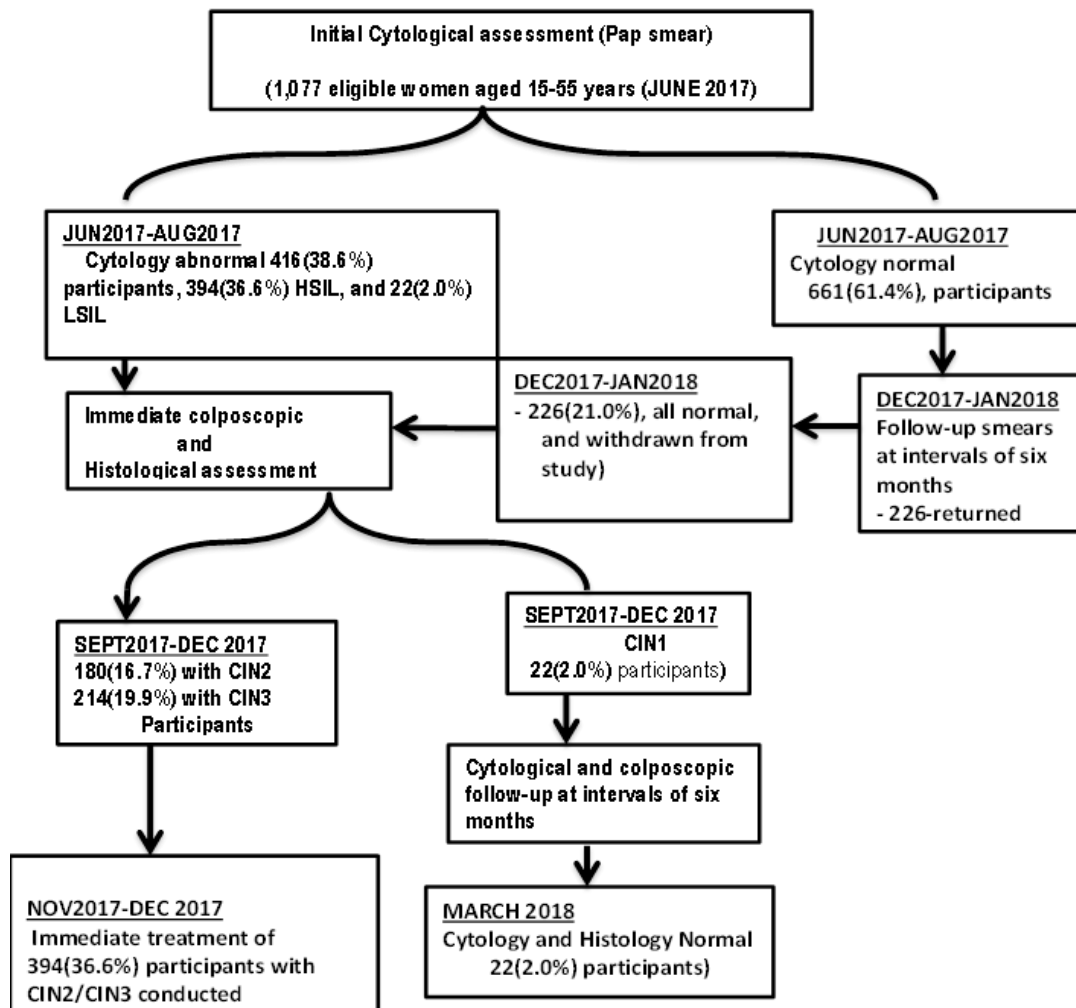 Initial Cytological assessment (Pap smear)
(1,077 eligible women aged 15-55 years (JUNE 2017)
JUN2017-AUG2017
Cytology abnormal 416(38.6%)
participants, 394(36.6%) HSIL, and 22(2.0%)
LSIL
JUN2017-AUG2017
Cytology normal
661(61.4%), participants
Immediate colposcopic
and
Histological assessment
DEC2017-JAN2018
- 226(21.0%), all normal,
and withdrawn from
study)
DEC2017-JAN2018
Follow-up smears
at intervals of six
months
- 226-returned
SEPT2017-DEC 2017
180(16.7%) with CIN2
214(19.9%) with CIN3
Participants
SEPT2017-DEC 2017
CIN1
22(2.0%) participants)
Cytological and colposcopic
follow-up at intervals of six
months
NOV2017-DEC 2017
Immediate treatment of
394(36.6%) participants with
CIN2/CIN3 conducted
MARCH 2018
Cytology and Histology Normal
22(2.0%) participants)